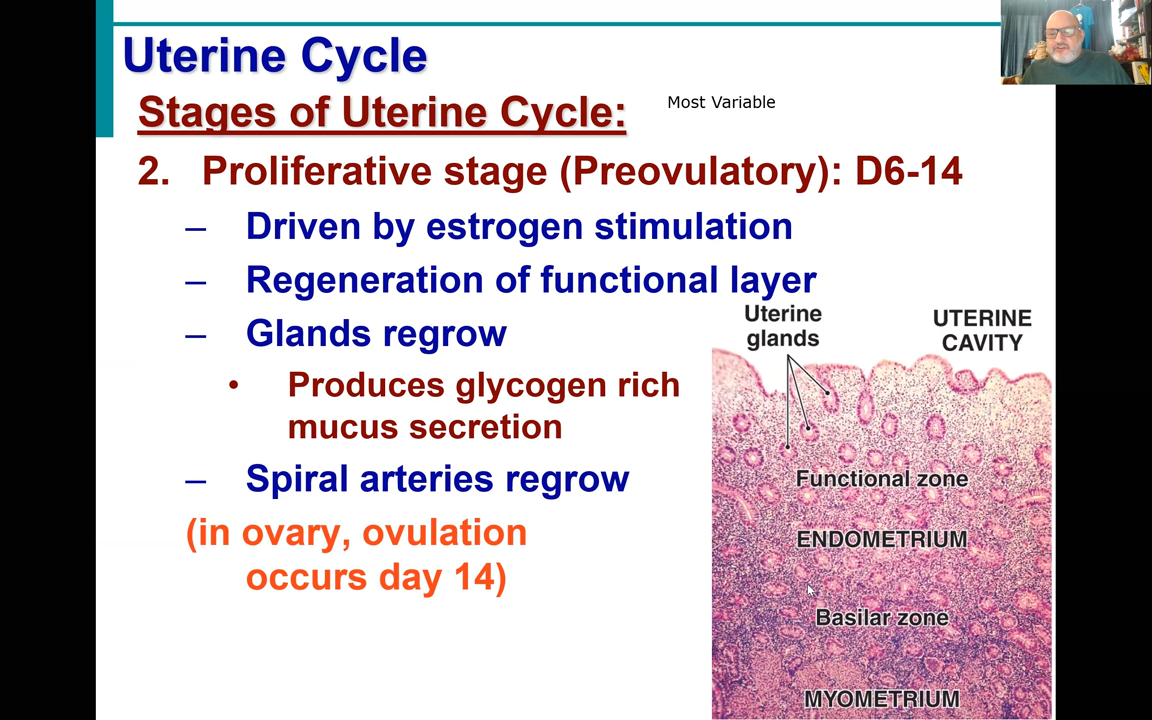 Uterine Cycle
Stages of Uterine Cycle:
Most Variable
2. Proliferative stage (Preovulatory): D6-14
– Driven by estrogen stimulation
– Regeneration of functional layer
– Glands regrow
• Produces glycogen rich
mucus secretion
– Spiral arteries regrow
(in ovary, ovulation
occurs day 14)
Uterine
glands
UTERINE
CAVITY
Functional zone
ENDOMETRIUM
Basilar zone
MYOMETRIUM